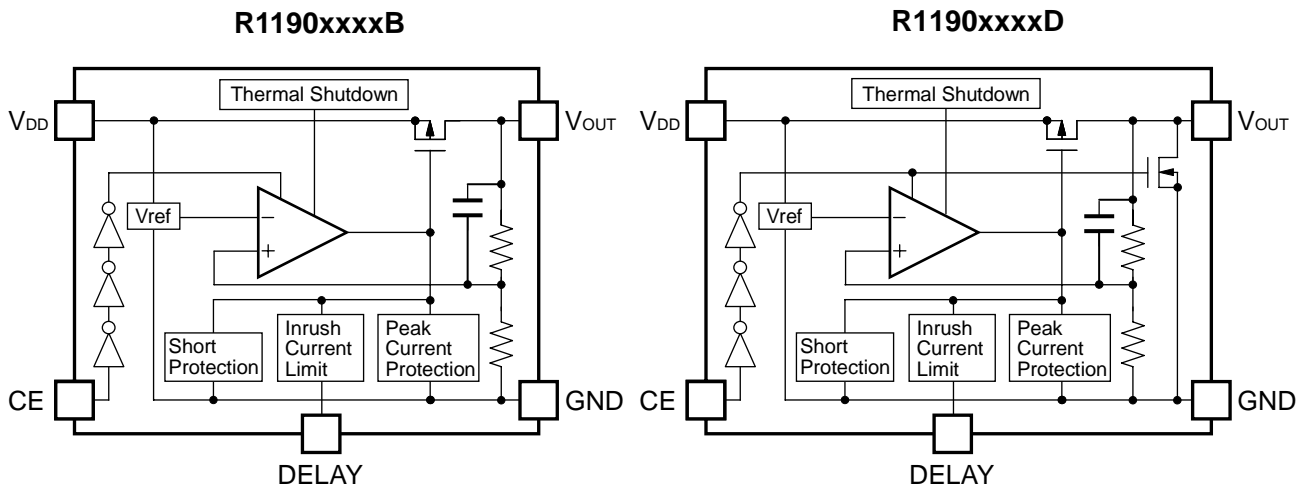 R1190xxxxB
Thermal Shutdown
VDD
VOUT
Vref
−
+
Short
Protection
Inrush
Current
Limit
Peak
Current
Protection
CE
GND
DELAY
R1190xxxxD
Thermal Shutdown
VDD
VOUT
Vref
−
+
Short
Protection
Inrush
Current
Limit
Peak
Current
Protection
CE
GND
DELAY